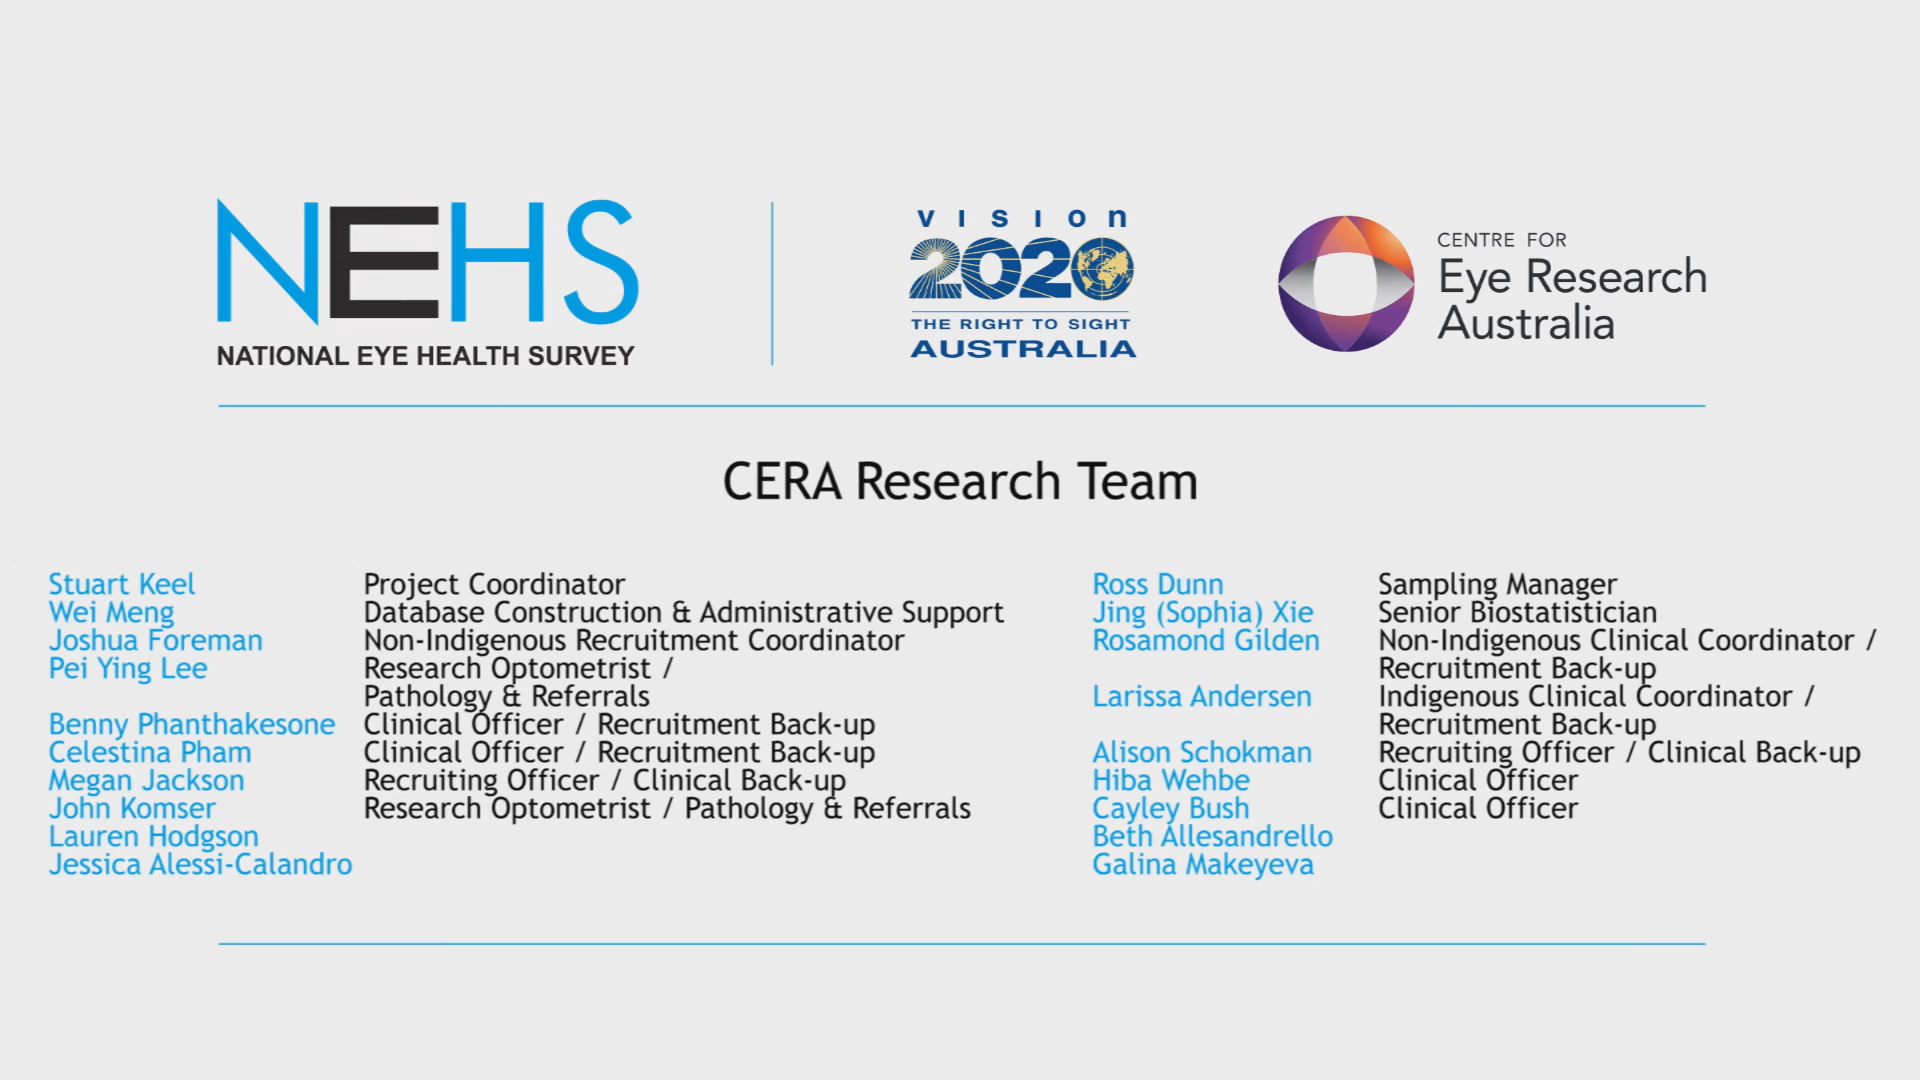 NEHS
NATIONAL EYE HEALTH SURVEY
vision
2020
THE RIGHT TO SIGHT
AUSTRALIA
CENTRE FOR
Eye Research
Australia
CERA Research Team
Stuart Keel Project Coordinator
Wei Meng Database Construction & Administrative Support
Joshua Foreman Non-Indigenous Recruitment Coordinator
Pei Ying Lee Research Optometrist /
Pathology & Referrals
Benny Phanthakesone Clinical Officer / Recruitment Back-up
Celestina Pham Clinical Officer / Recruitment Back-up
Megan Jackson Recruiting Officer / Clinical Back-up
John Komser Research Optometrist / Pathology & Referrals
Lauren Hodgson
Jessica Alessi-Calandro
Ross Dunn Sampling Manager
Jing (Sophia) Xie Senior Biostatistician
Rosamond Gilden Non-Indigenous Clinical Coordinator /
Recruitment Back-up
Larissa Andersen Indigenous Clinical Coordinator /
Recruitment Back-up
Alison Schokman Recruiting Officer / Clinical Back-up
Hiba Wehbe Clinical Officer
Cayley Bush Clinical Officer
Beth Allesandrello
Galina Makeyeva